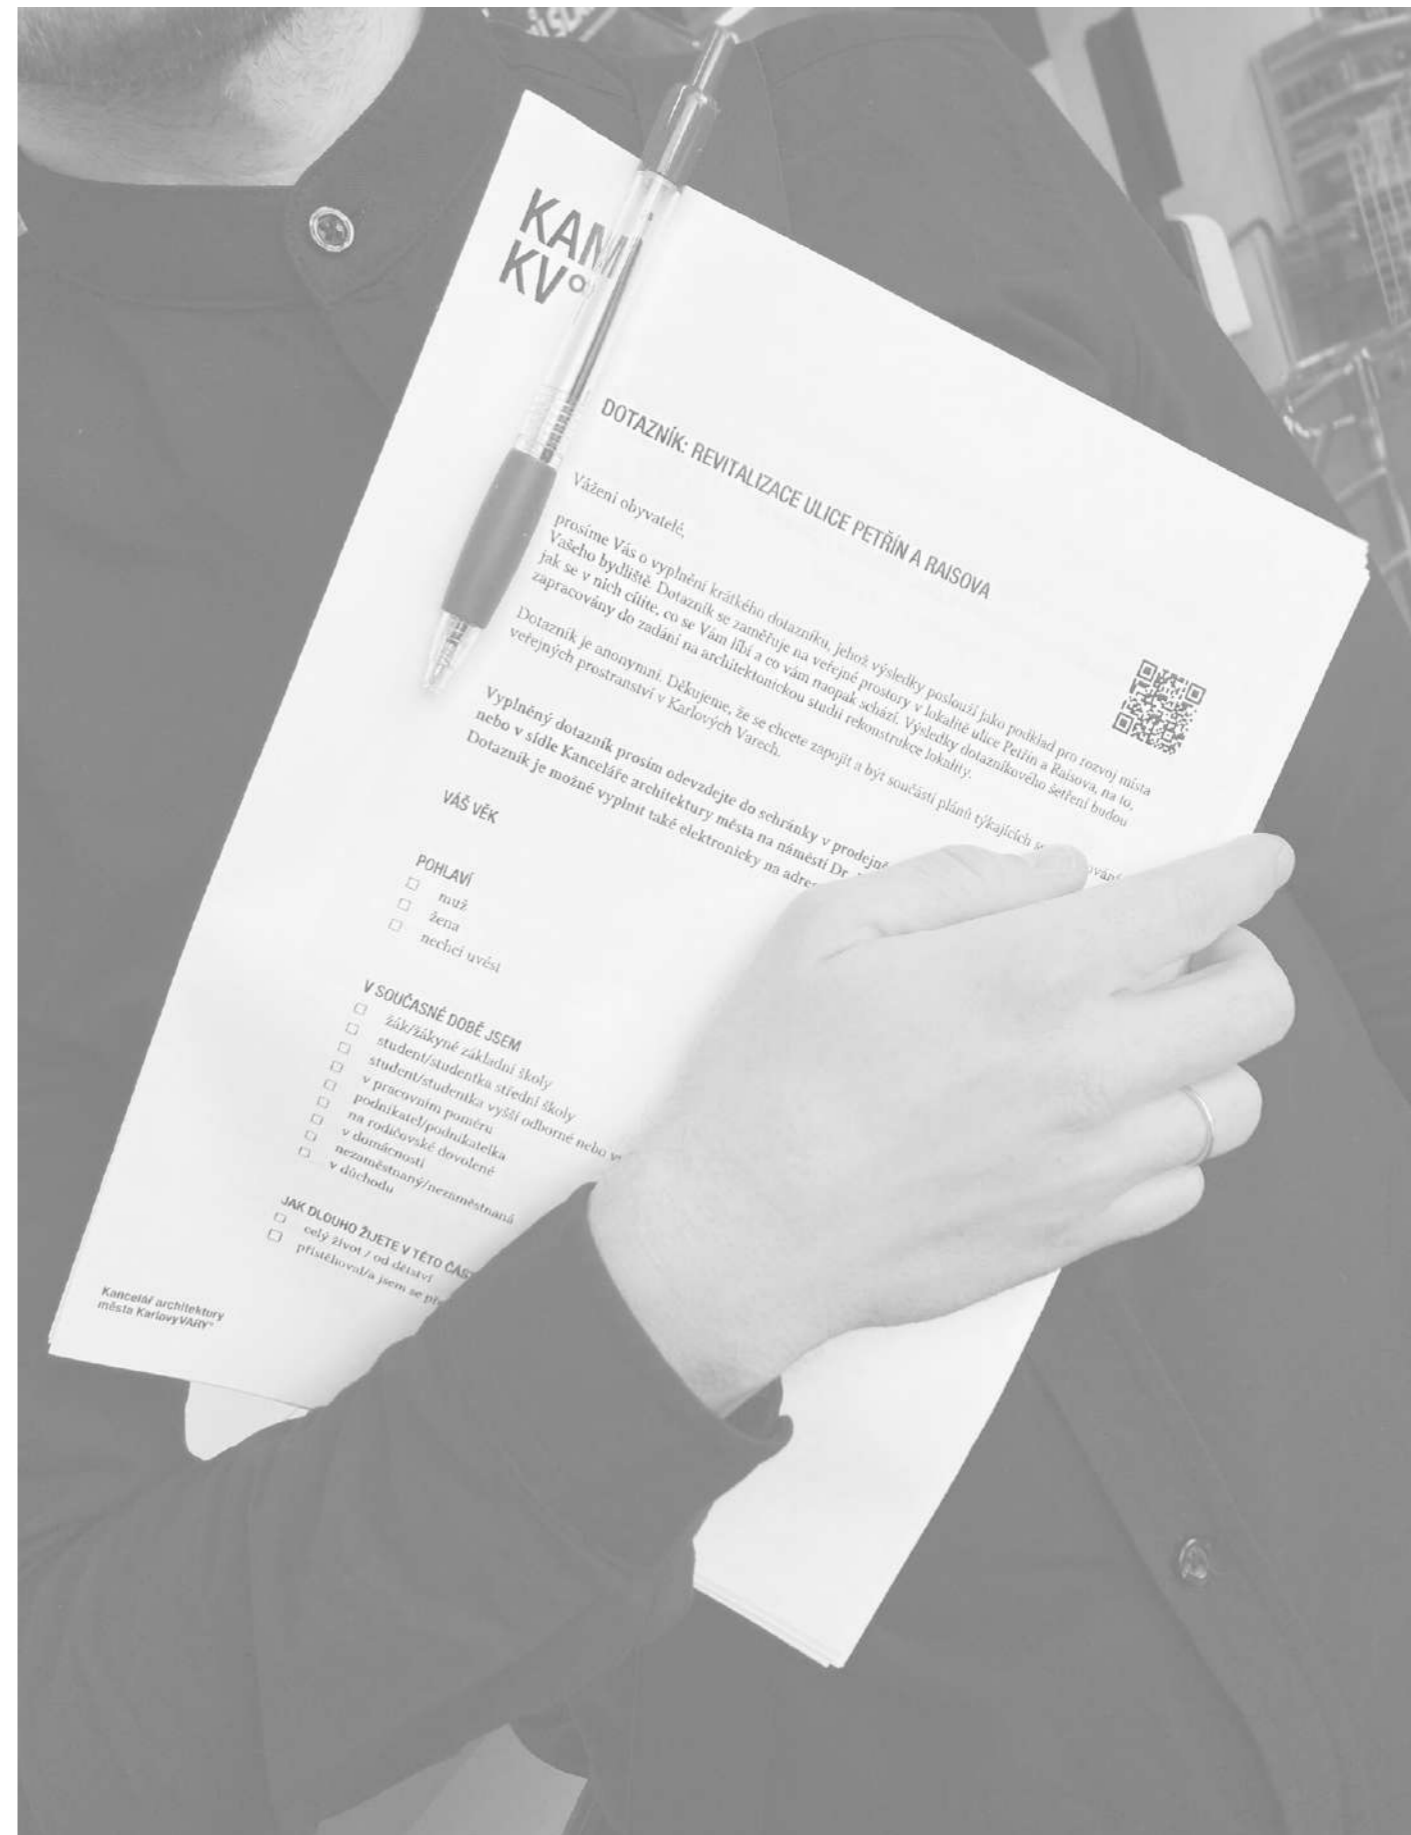 KAM
KV°
DOTAZNÍK: REVITALIZACE ULICE PETŘÍN A RAISOVA
Vážení obyvatelé,
prosíme Vás o vyplnění krátkého dotazníku, jehož výsledky poslouží jako podklad pro rozvoj místa
Vašeho bydliště. Dotazník se zaměřuje na veřejné prostory v lokalitě ulice Petřín a Raisova, na to,
jak se v nich cítíte, co se Vám líbí a co vám naopak schází. Výsledky dotazníkového šetření budou
zapracovány do zadání na architektonickou studii rekonstrukce lokality.
Dotazník je anonymní. Děkujeme, že se chcete zapojit a být součástí plánů týkajících
veřejných prostranství v Karlových Varech.
Vyplněný dotazník prosím odevzdejte do schránky v prodejně
nebo v sídle Kanceláře architektury města na náměstí Dr.
Dotazník je možné vyplnit také elektronicky na
VÁŠ VĚK
POHLAVÍ
muž
žena
nechci uvést
V SOUČASNÉ DOBĚ JSEM
žák/žákyně základní školy
student/studentka střední školy
student/studentka vyšší odborné nebo
v pracovním poměru
podnikatel/podnikatelka
na rodičovské dovolené
v domácnosti
nezaměstnaný/nezaměstnaná
v důchodu
JAK DLOUHO ŽIJETE V TÉTO
celý život / od dětství
přistěhoval/a jsem se
Kancelář architektury
města KarlovyVARY°